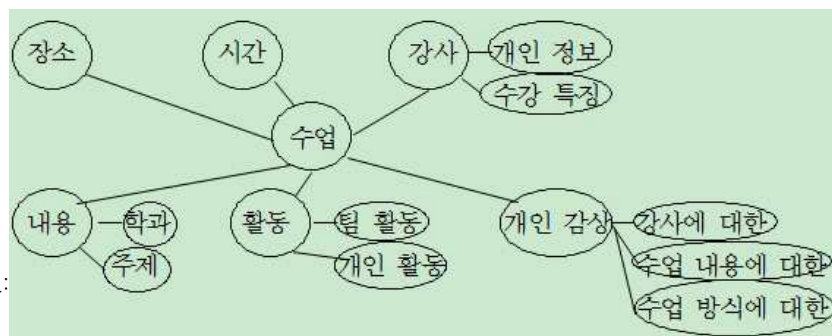 장소
시간
강사
개인 정보
수강 특징
수업
내용
학과
주제
활동
팀 활동
개인 활동
개인 감상
강사에 대한
수업 내용에 대한
수업 방식에 대한
: